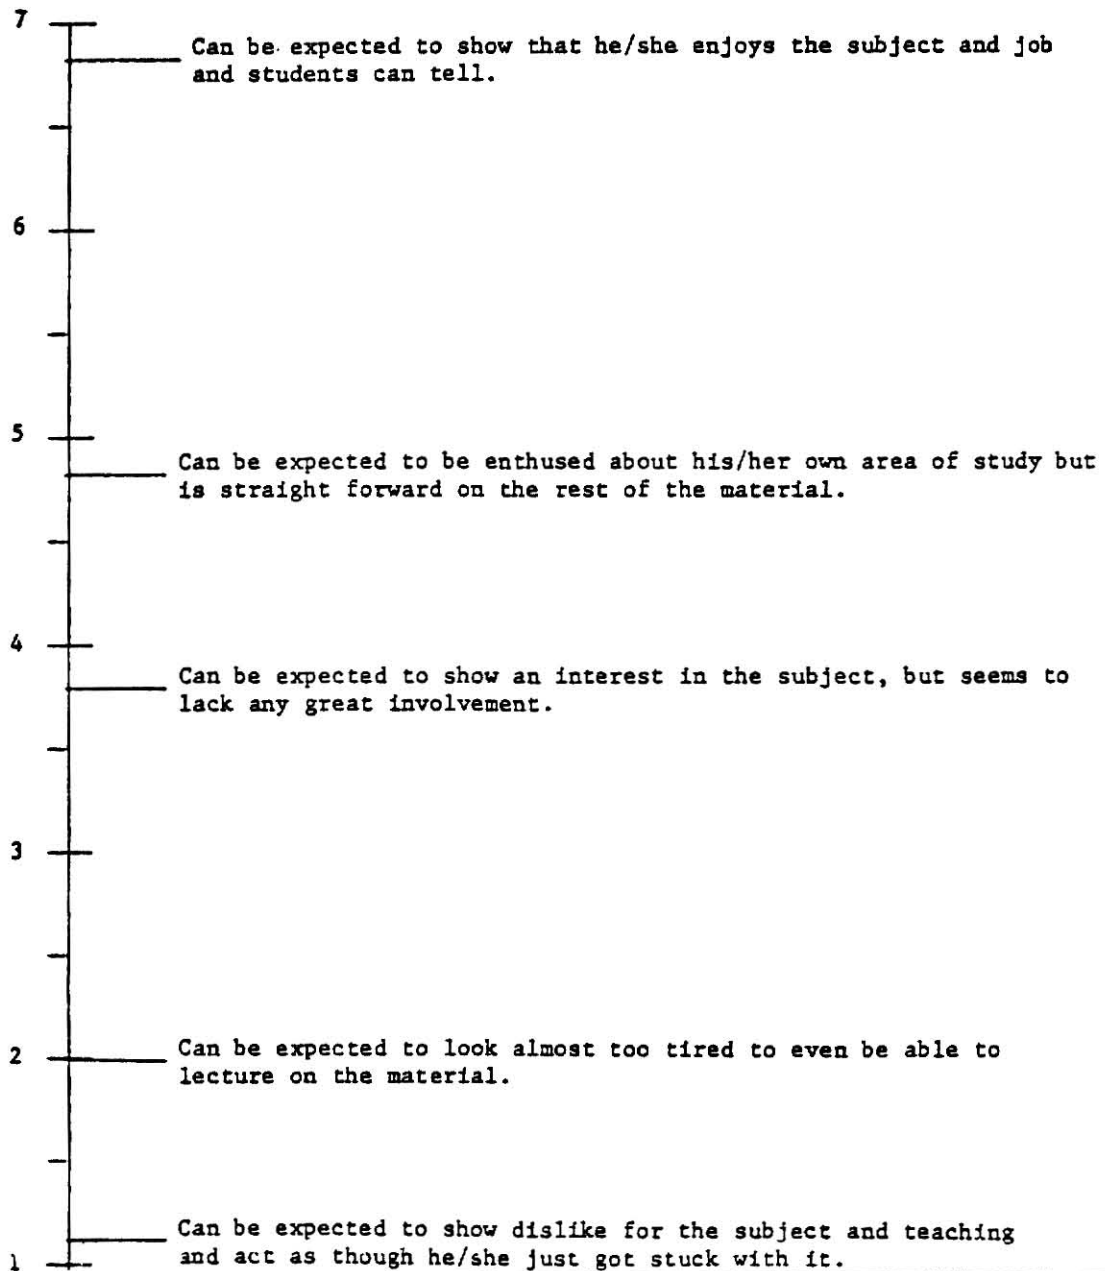 7
Can be expected to show that he/she enjoys the subject and job
and students can tell.
6
5
Can be expected to be enthused about his/her own area of study but
is straight forward on the rest of the material.
4
Can be expected to show an interest in the subject, but seems to
lack any great involvement.
3
2
Can be expected to look almost too tired to even be able to
lecture on the material.
Can be expected to show dislike for the subject and teaching
and act as though he/she just got stuck with it.
1